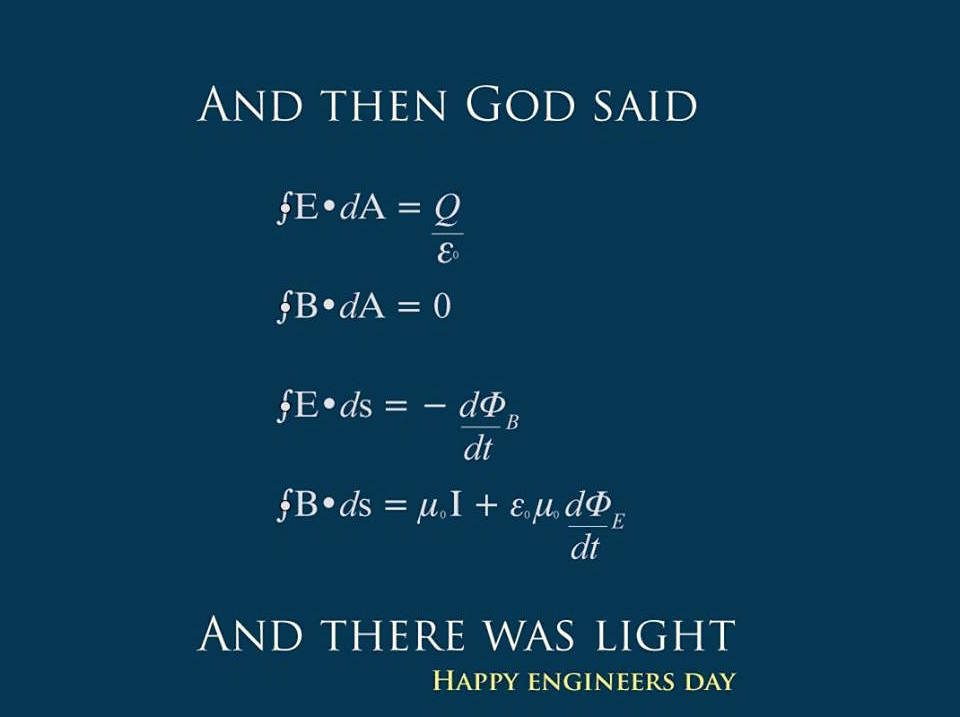 AND THEN GOD SAID
∮E•dA = Q/ε₀
∮B•dA = 0
∮E•ds = − dΦ_B/dt
∮B•ds = μ₀I + ε₀μ₀ dΦ_E/dt
AND THERE WAS LIGHT
HAPPY ENGINEERS DAY